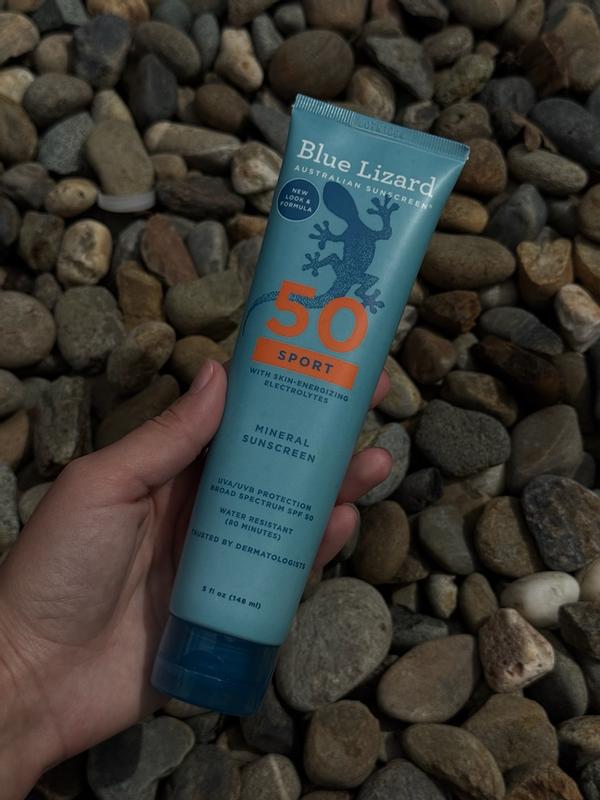 Blue Lizard
AUSTRALIAN SUNSCREEN®
NEW
LOOK &
FORMULA
50
SPORT
WITH SKIN-ENERGIZING
ELECTROLYTES
MINERAL
SUNSCREEN
UVA/UVB PROTECTION
BROAD SPECTRUM SPF 50
WATER RESISTANT
(80 MINUTES)
TRUSTED BY DERMATOLOGISTS
5 fl oz (148 ml)